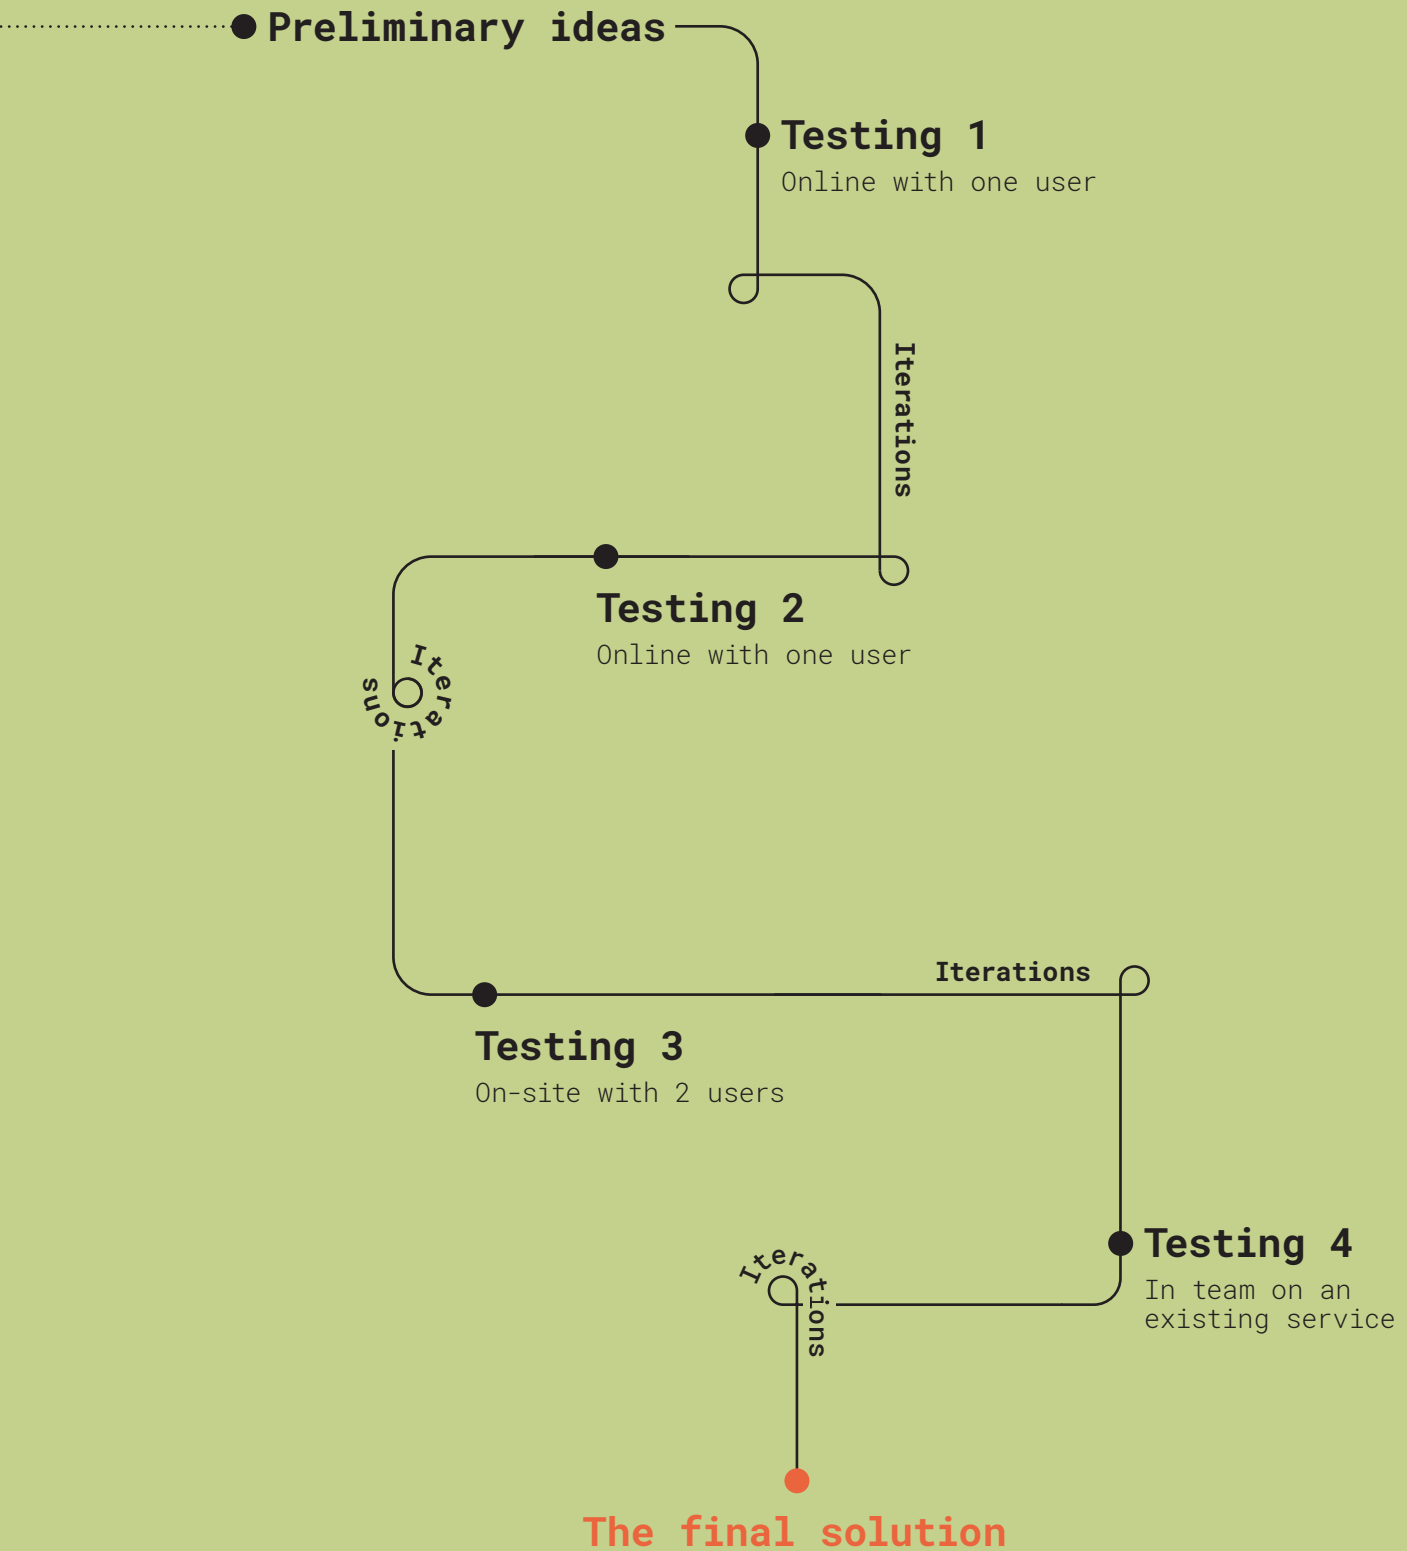 Preliminary ideas
Testing 1
Online with one user
Iterations
Testing 2
Online with one user
Iterations
Iterations
Testing 3
On-site with 2 users
Testing 4
In team on an
existing service
Iterations
The final solution